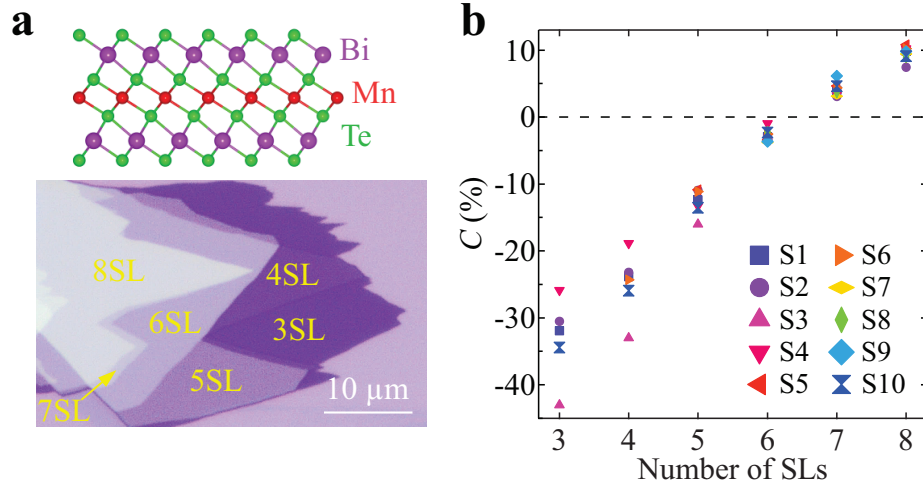 a
Bi
Mn
Te
8SL
4SL
6SL
3SL
5SL
7SL
10 µm
b
C (%)
10
0
-10
-20
-30
-40
S1 S6
S2 S7
S3 S8
S4 S9
S5 S10
3 4 5 6 7 8
Number of SLs